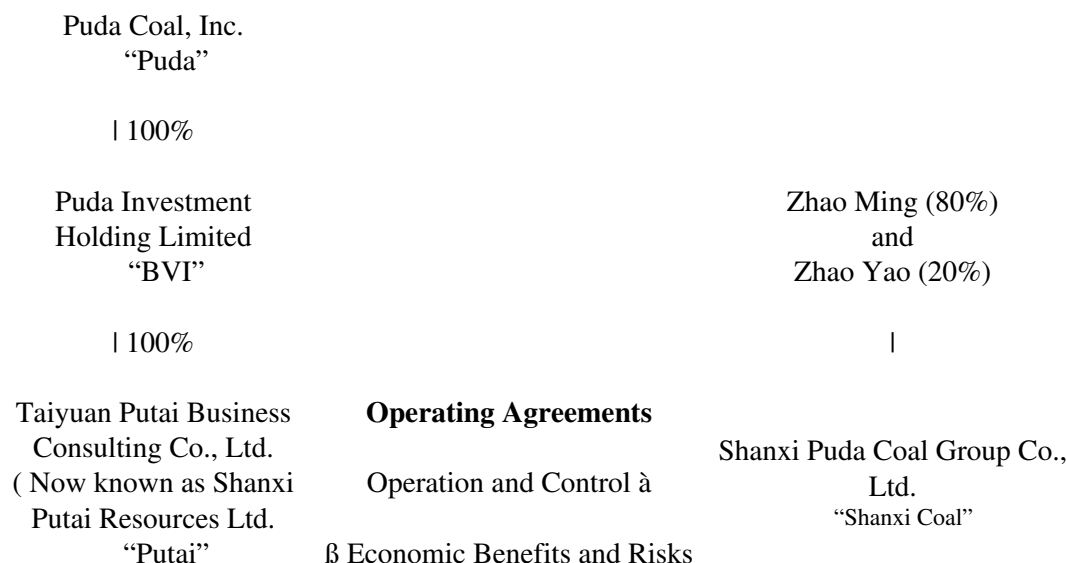 Puda Coal, Inc.
“Puda”
| 100%
Puda Investment
Holding Limited
“BVI”
Zhao Ming (80%)
and
Zhao Yao (20%)
| 100%
|
Taiyuan Putai Business
Consulting Co., Ltd.
( Now known as Shanxi
Putai Resources Ltd.
“Putai”
Operating Agreements
Operation and Control à
ß Economic Benefits and Risks
Shanxi Puda Coal Group Co.,
Ltd.
“Shanxi Coal”